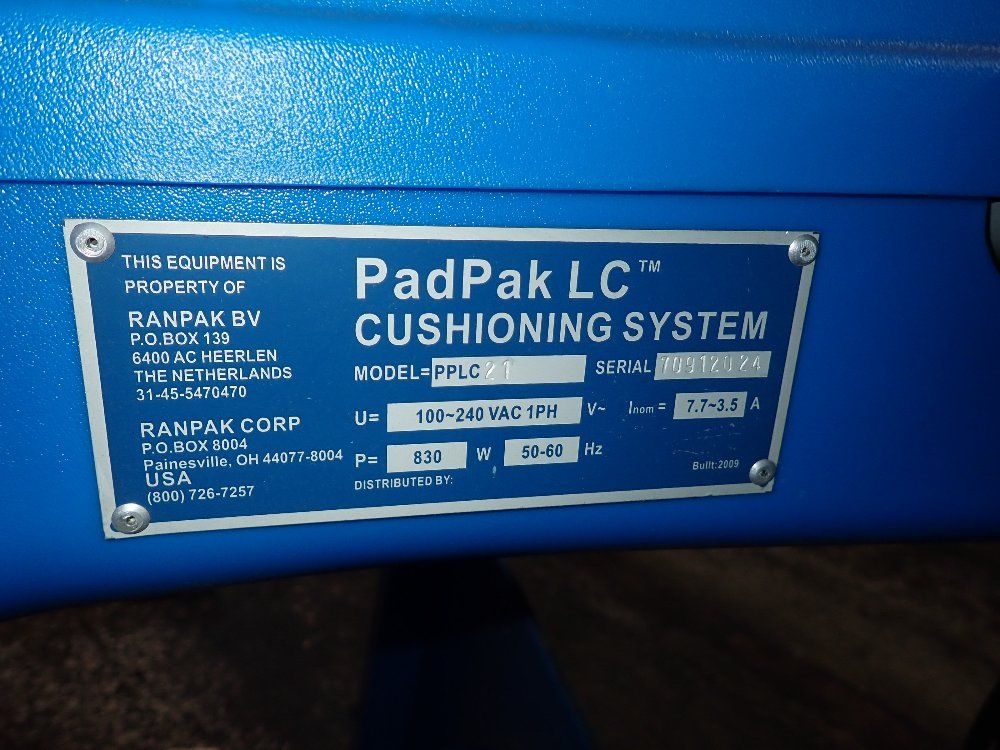 THIS EQUIPMENT IS
PROPERTY OF
RANPAK BV
P.O.BOX 139
6400 AC HEERLEN
THE NETHERLANDS
31-45-5470470
RANPAK CORP
P.O.BOX 8004
Painesville, OH 44077-8004
USA
(800) 726-7257
PadPak LC™
CUSHIONING SYSTEM
MODEL= PPLC21 SERIAL 70912024
U= 100~240 VAC 1PH V~ Inom = 7.7~3.5 A
P= 830 W 50-60 Hz
DISTRIBUTED BY:
Built:2009